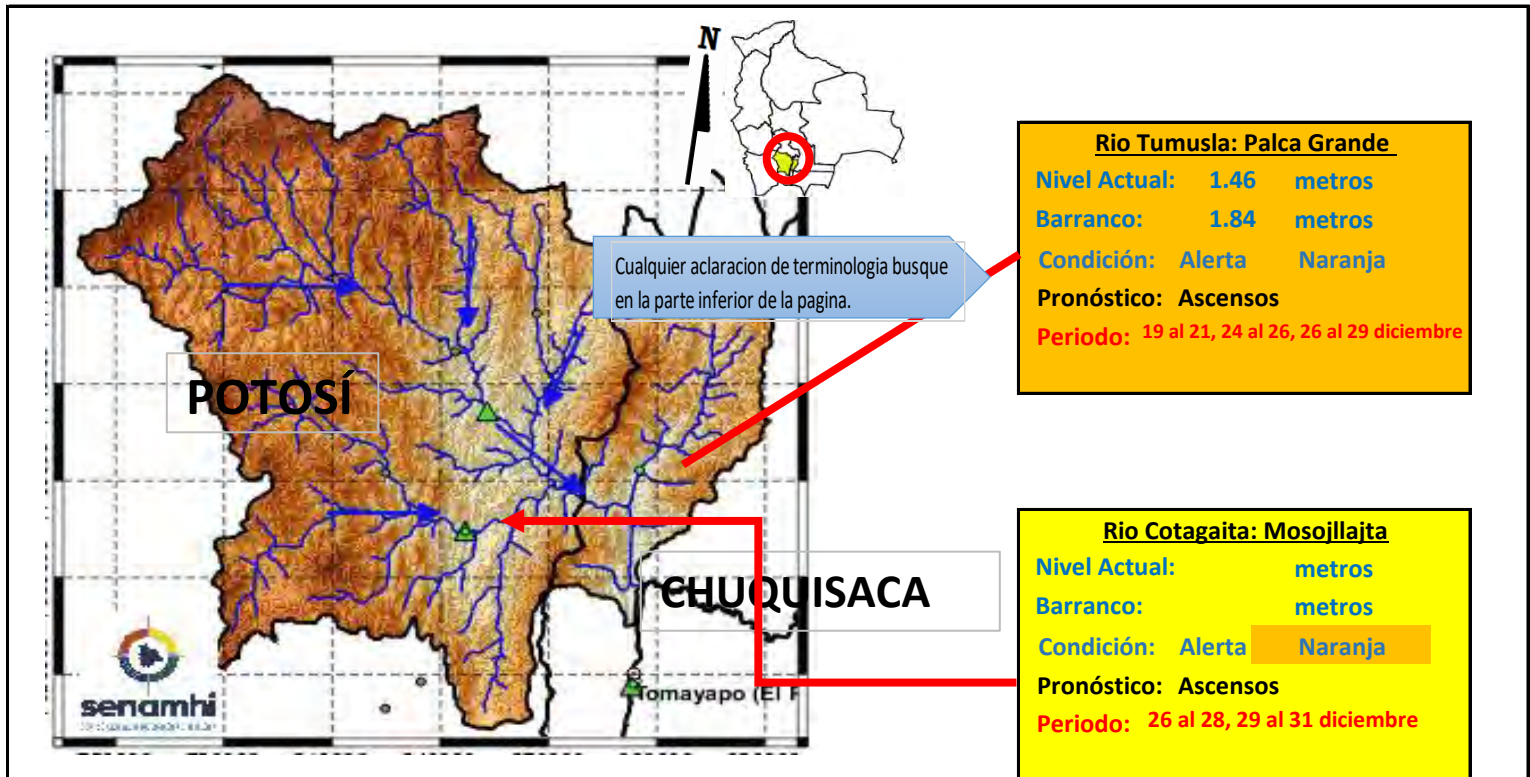 N
Cualquier aclaracion de terminologia busque
en la parte inferior de la pagina.
POTOSÍ
CHUQUISACA
Tomayapo (El
senamhi
Rio Tumusla: Palca Grande
Nivel Actual: 1.46 metros
Barranco: 1.84 metros
Condición: Alerta Naranja
Pronóstico: Ascensos
Periodo: 19 al 21, 24 al 26, 26 al 29 diciembre
Rio Cotagaita: Mosojllajta
Nivel Actual: metros
Barranco: metros
Condición: Alerta Naranja
Pronóstico: Ascensos
Periodo: 26 al 28, 29 al 31 diciembre